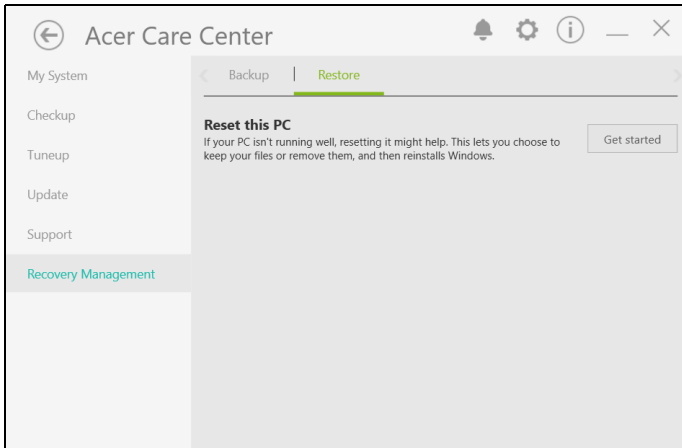 Acer Care Center
My System
Checkup
Tuneup
Update
Support
Recovery Management
Backup | Restore
Reset this PC
If your PC isn't running well, resetting it might help. This lets you choose to
keep your files or remove them, and then reinstalls Windows.
Get started